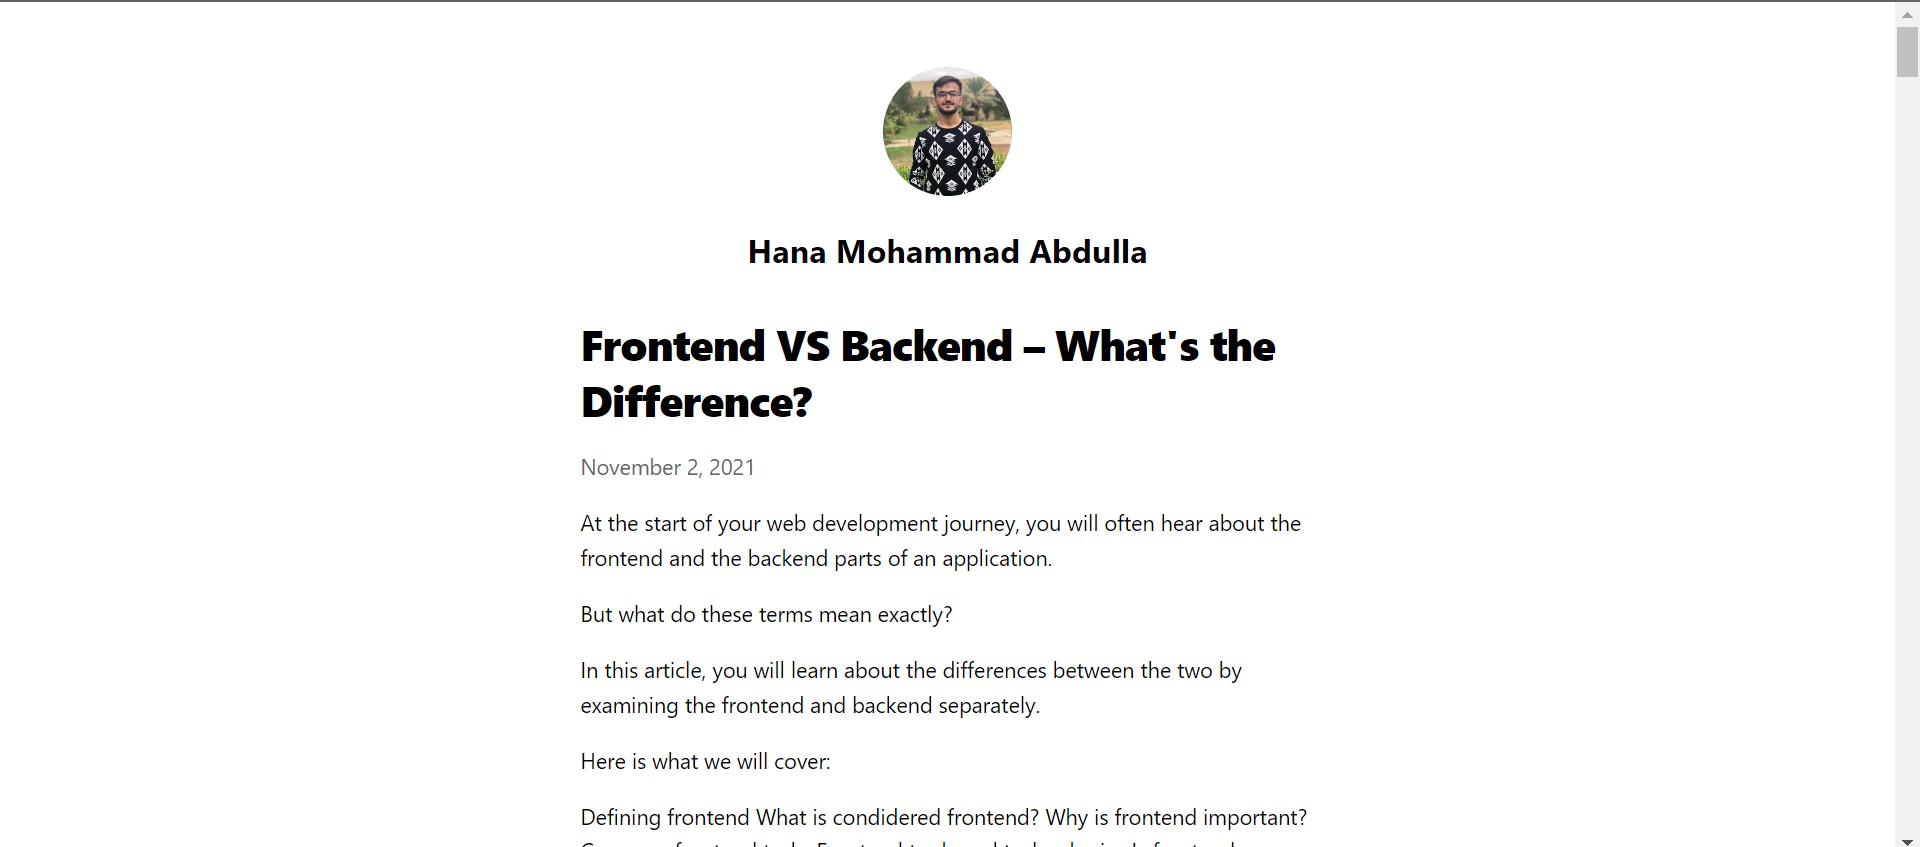 Hana Mohammad Abdulla
Frontend VS Backend – What's the
Difference?
November 2, 2021
At the start of your web development journey, you will often hear about the
frontend and the backend parts of an application.
But what do these terms mean exactly?
In this article, you will learn about the differences between the two by
examining the frontend and backend separately.
Here is what we will cover:
Defining frontend What is condidered frontend? Why is frontend important?